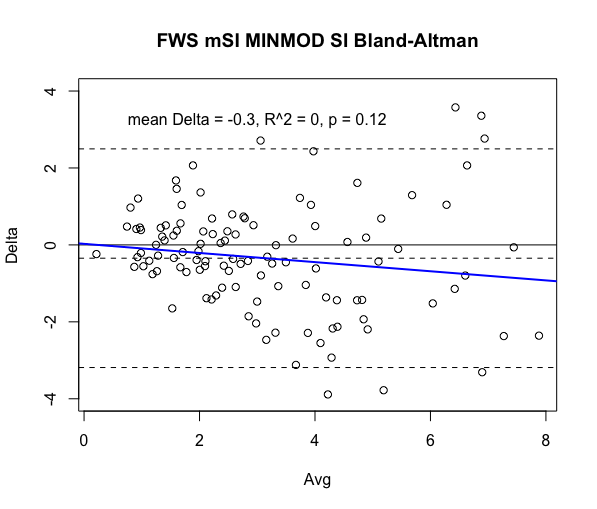 FWS mSI MINMOD SI Bland-Altman
mean Delta = -0.3, R^2 = 0, p = 0.12
Delta
4
2
0
-2
-4
0 2 4 6 8
Avg